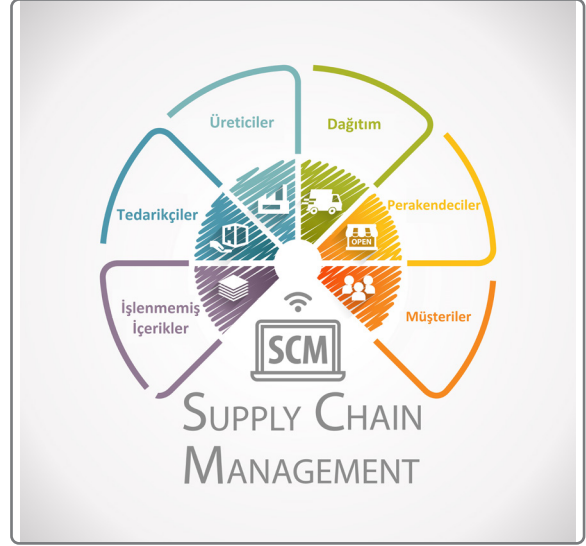 Üreticiler
Dağıtım
Tedarikçiler
Perakendeciler
OPEN
İşlenmemiş
İçerikler
Müşteriler
SCM
SUPPLY CHAIN
MANAGEMENT